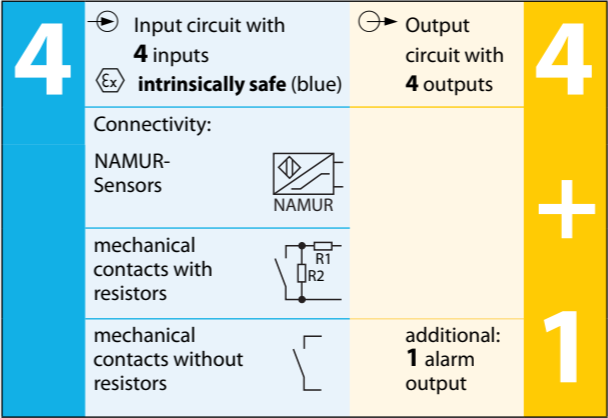 4
Input circuit with
4 inputs
Ex intrinsically safe (blue)
Output
circuit with
4 outputs
4
+
1
Connectivity:
NAMUR-
Sensors
NAMUR
mechanical
contacts with
resistors
R1
R2
mechanical
contacts without
resistors
additional:
1 alarm
output